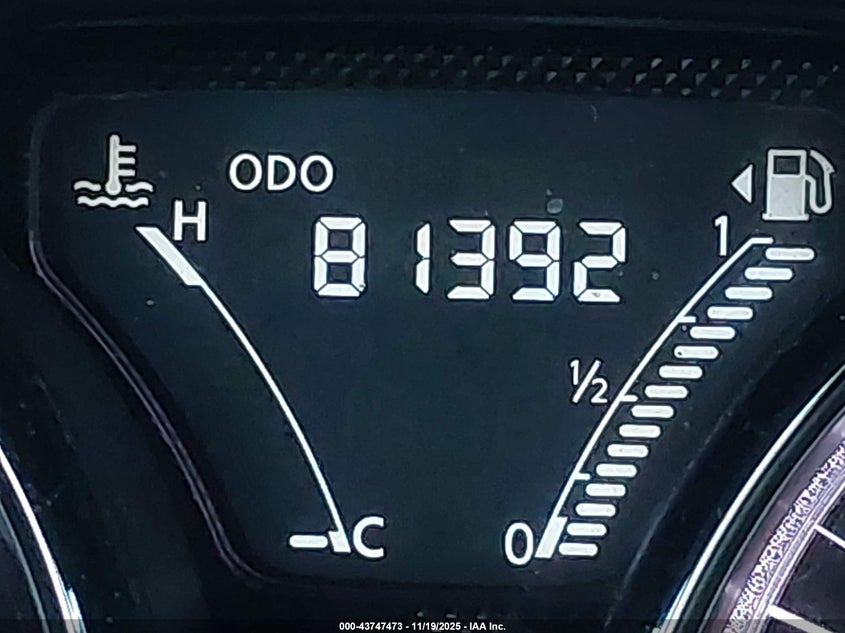 ODO
H
81392
1
1/2
C
0
000-43747473 - 11/19/2025 - IAA Inc.